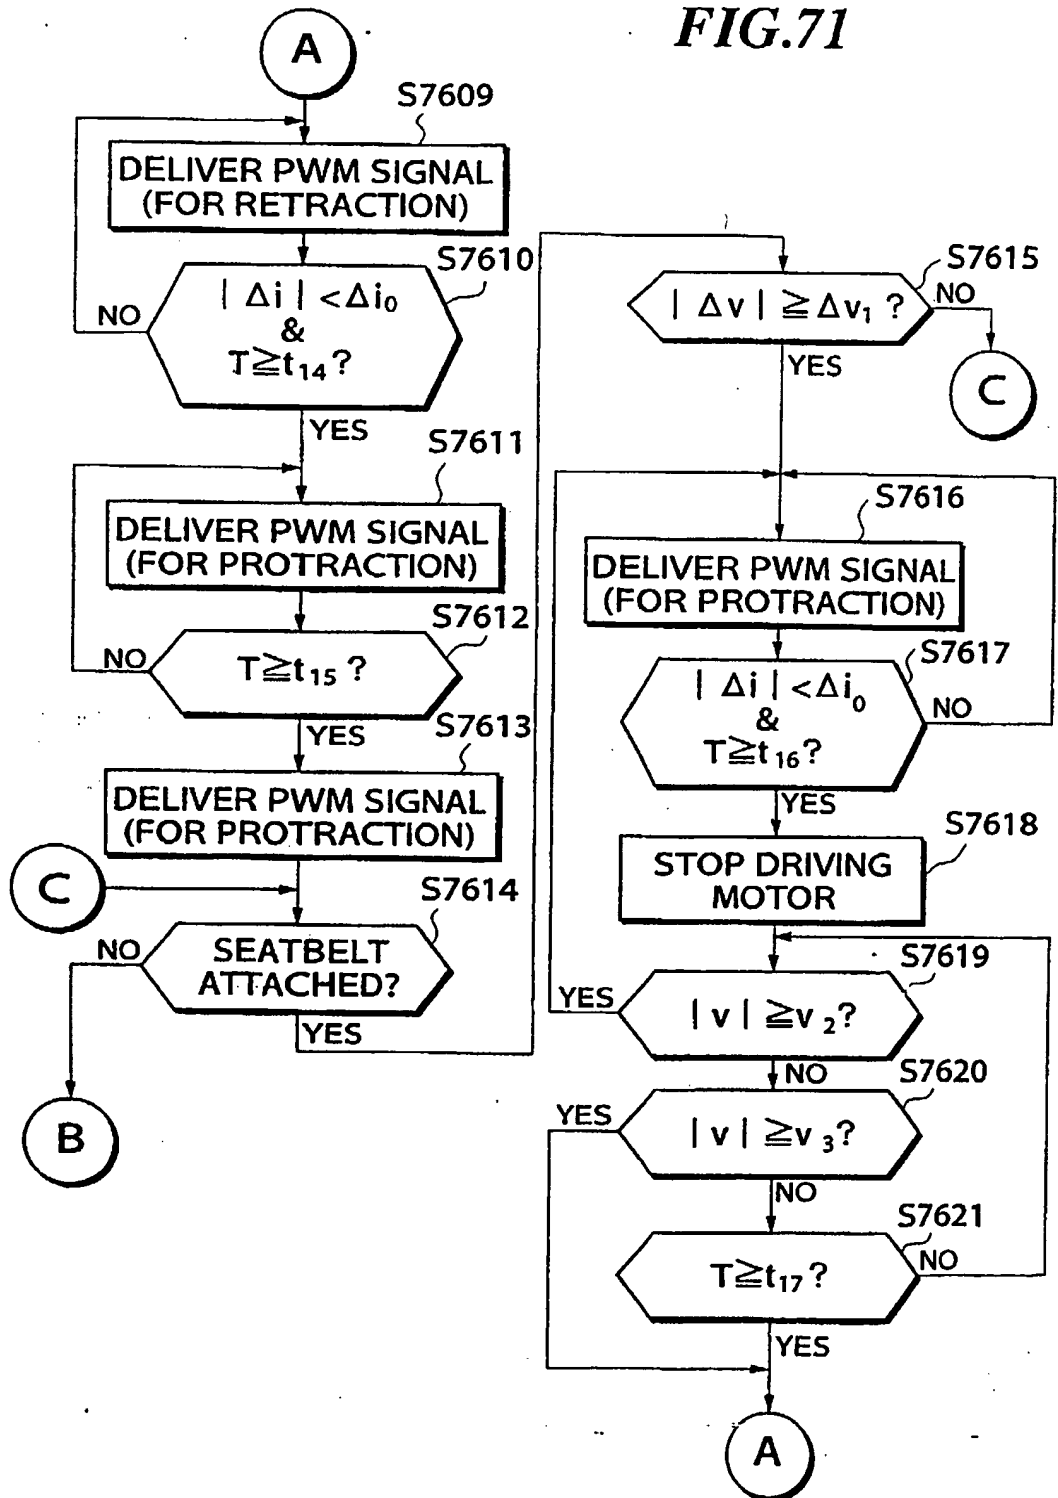 FIG.71
A
S7609
DELIVER PWM SIGNAL
(FOR RETRACTION)
S7610
| Δi | <Δi₀
&
T≧t₁₄?
NO
YES
S7611
DELIVER PWM SIGNAL
(FOR PROTRACTION)
S7612
T≧t₁₅?
NO
YES
S7613
DELIVER PWM SIGNAL
(FOR PROTRACTION)
C
S7614
SEATBELT
ATTACHED?
NO
YES
B
S7615
| Δv | ≧Δv₁ ?
NO
C
YES
S7616
DELIVER PWM SIGNAL
(FOR PROTRACTION)
S7617
| Δi | <Δi₀
&
T≧t₁₆?
NO
YES
S7618
STOP DRIVING
MOTOR
S7619
| v | ≧v₂?
YES
NO
S7620
| v | ≧v₃?
YES
NO
S7621
T≧t₁₇?
NO
YES
A